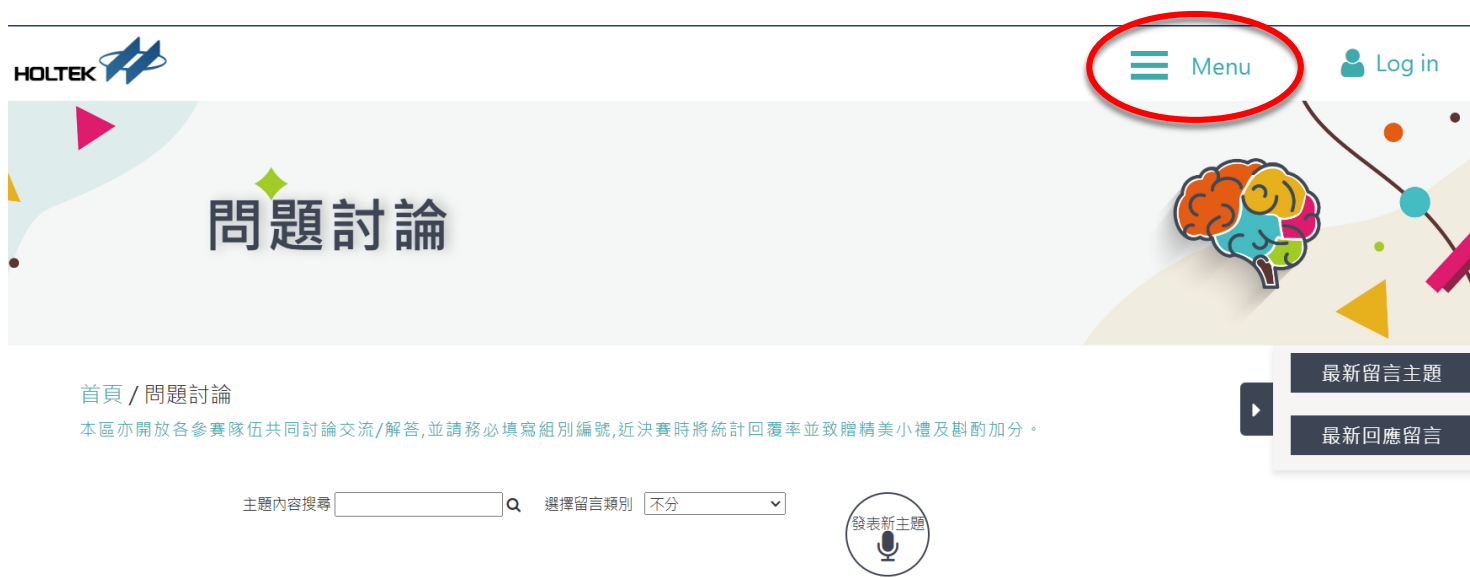 HOLTEK
Menu
Log in
問題討論
首頁 / 問題討論
本區亦開放各參賽隊伍共同討論交流/解答,並請務必填寫組別編號,近決賽時將統計回覆率並致贈精美小禮及斟酌加分。
最新留言主題
最新回應留言
主題內容搜尋 選擇留言類別 不分
發表新主題